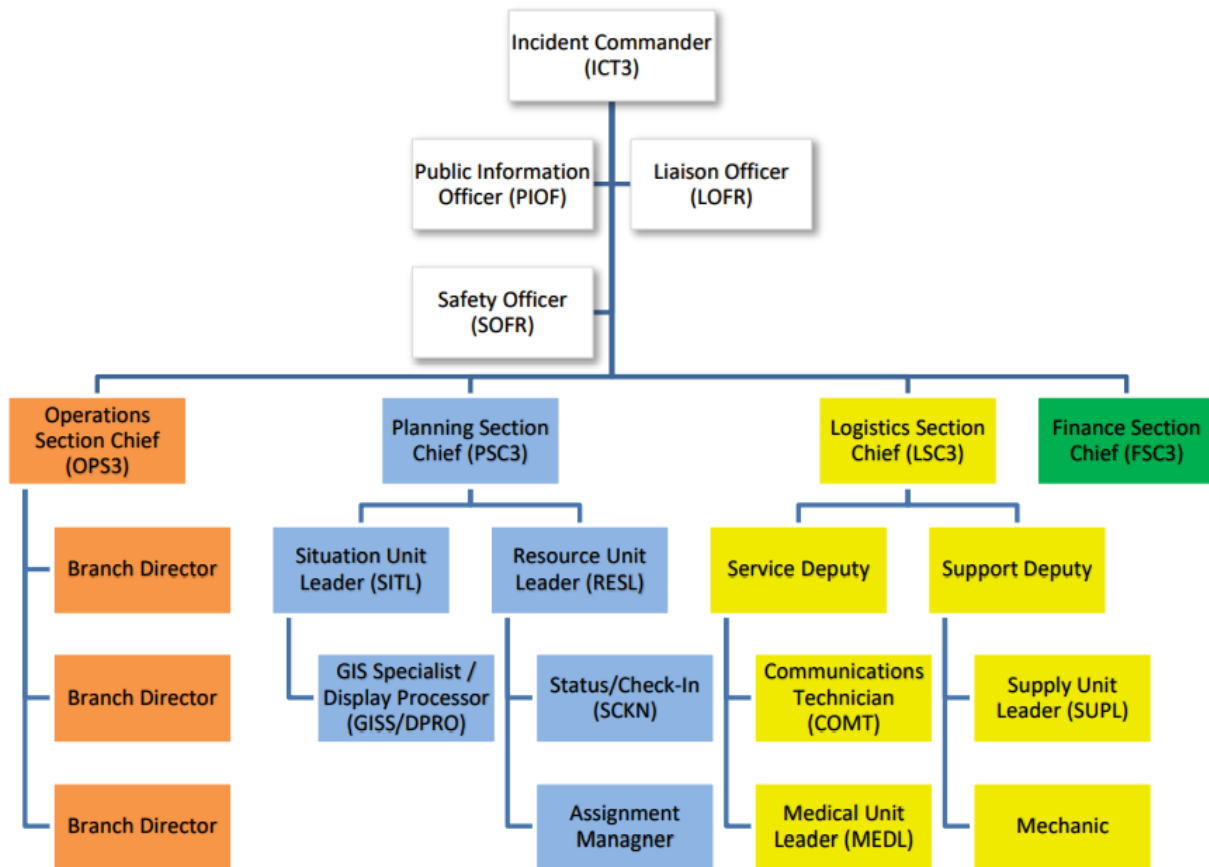 Incident Commander
(ICT3)
Public Information
Officer (PIOF)
Liaison Officer
(LOFR)
Safety Officer
(SOFR)
Operations
Section Chief
(OPS3)
Planning Section
Chief (PSC3)
Logistics Section
Chief (LSC3)
Finance Section
Chief (FSC3)
Branch Director
Situation Unit
Leader (SITL)
Resource Unit
Leader (RESL)
Service Deputy
Support Deputy
Branch Director
GIS Specialist /
Display Processor
(GISS/DPRO)
Status/Check-In
(SCKN)
Communications
Technician
(COMT)
Supply Unit
Leader (SUPL)
Branch Director
Assignment
Managner
Medical Unit
Leader (MEDL)
Mechanic